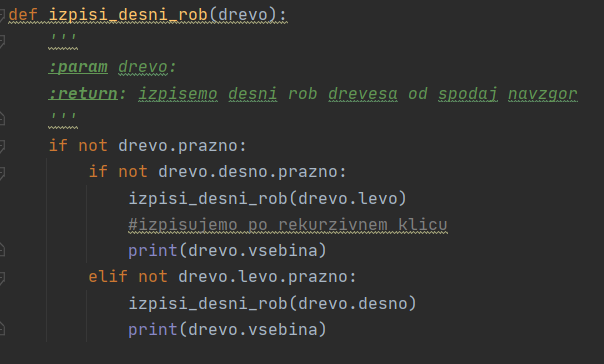 def izpisi_desni_rob(drevo):
    '''
    :param drevo:
    :return: izpisemo desni rob drevesa od spodaj navzgor
    '''
    if not drevo.prazno:
        if not drevo.desno.prazno:
            izpisi_desni_rob(drevo.levo)
            #izpisujemo po rekurzivnem klicu
            print(drevo.vsebina)
        elif not drevo.levo.prazno:
            izpisi_desni_rob(drevo.desno)
            print(drevo.vsebina)